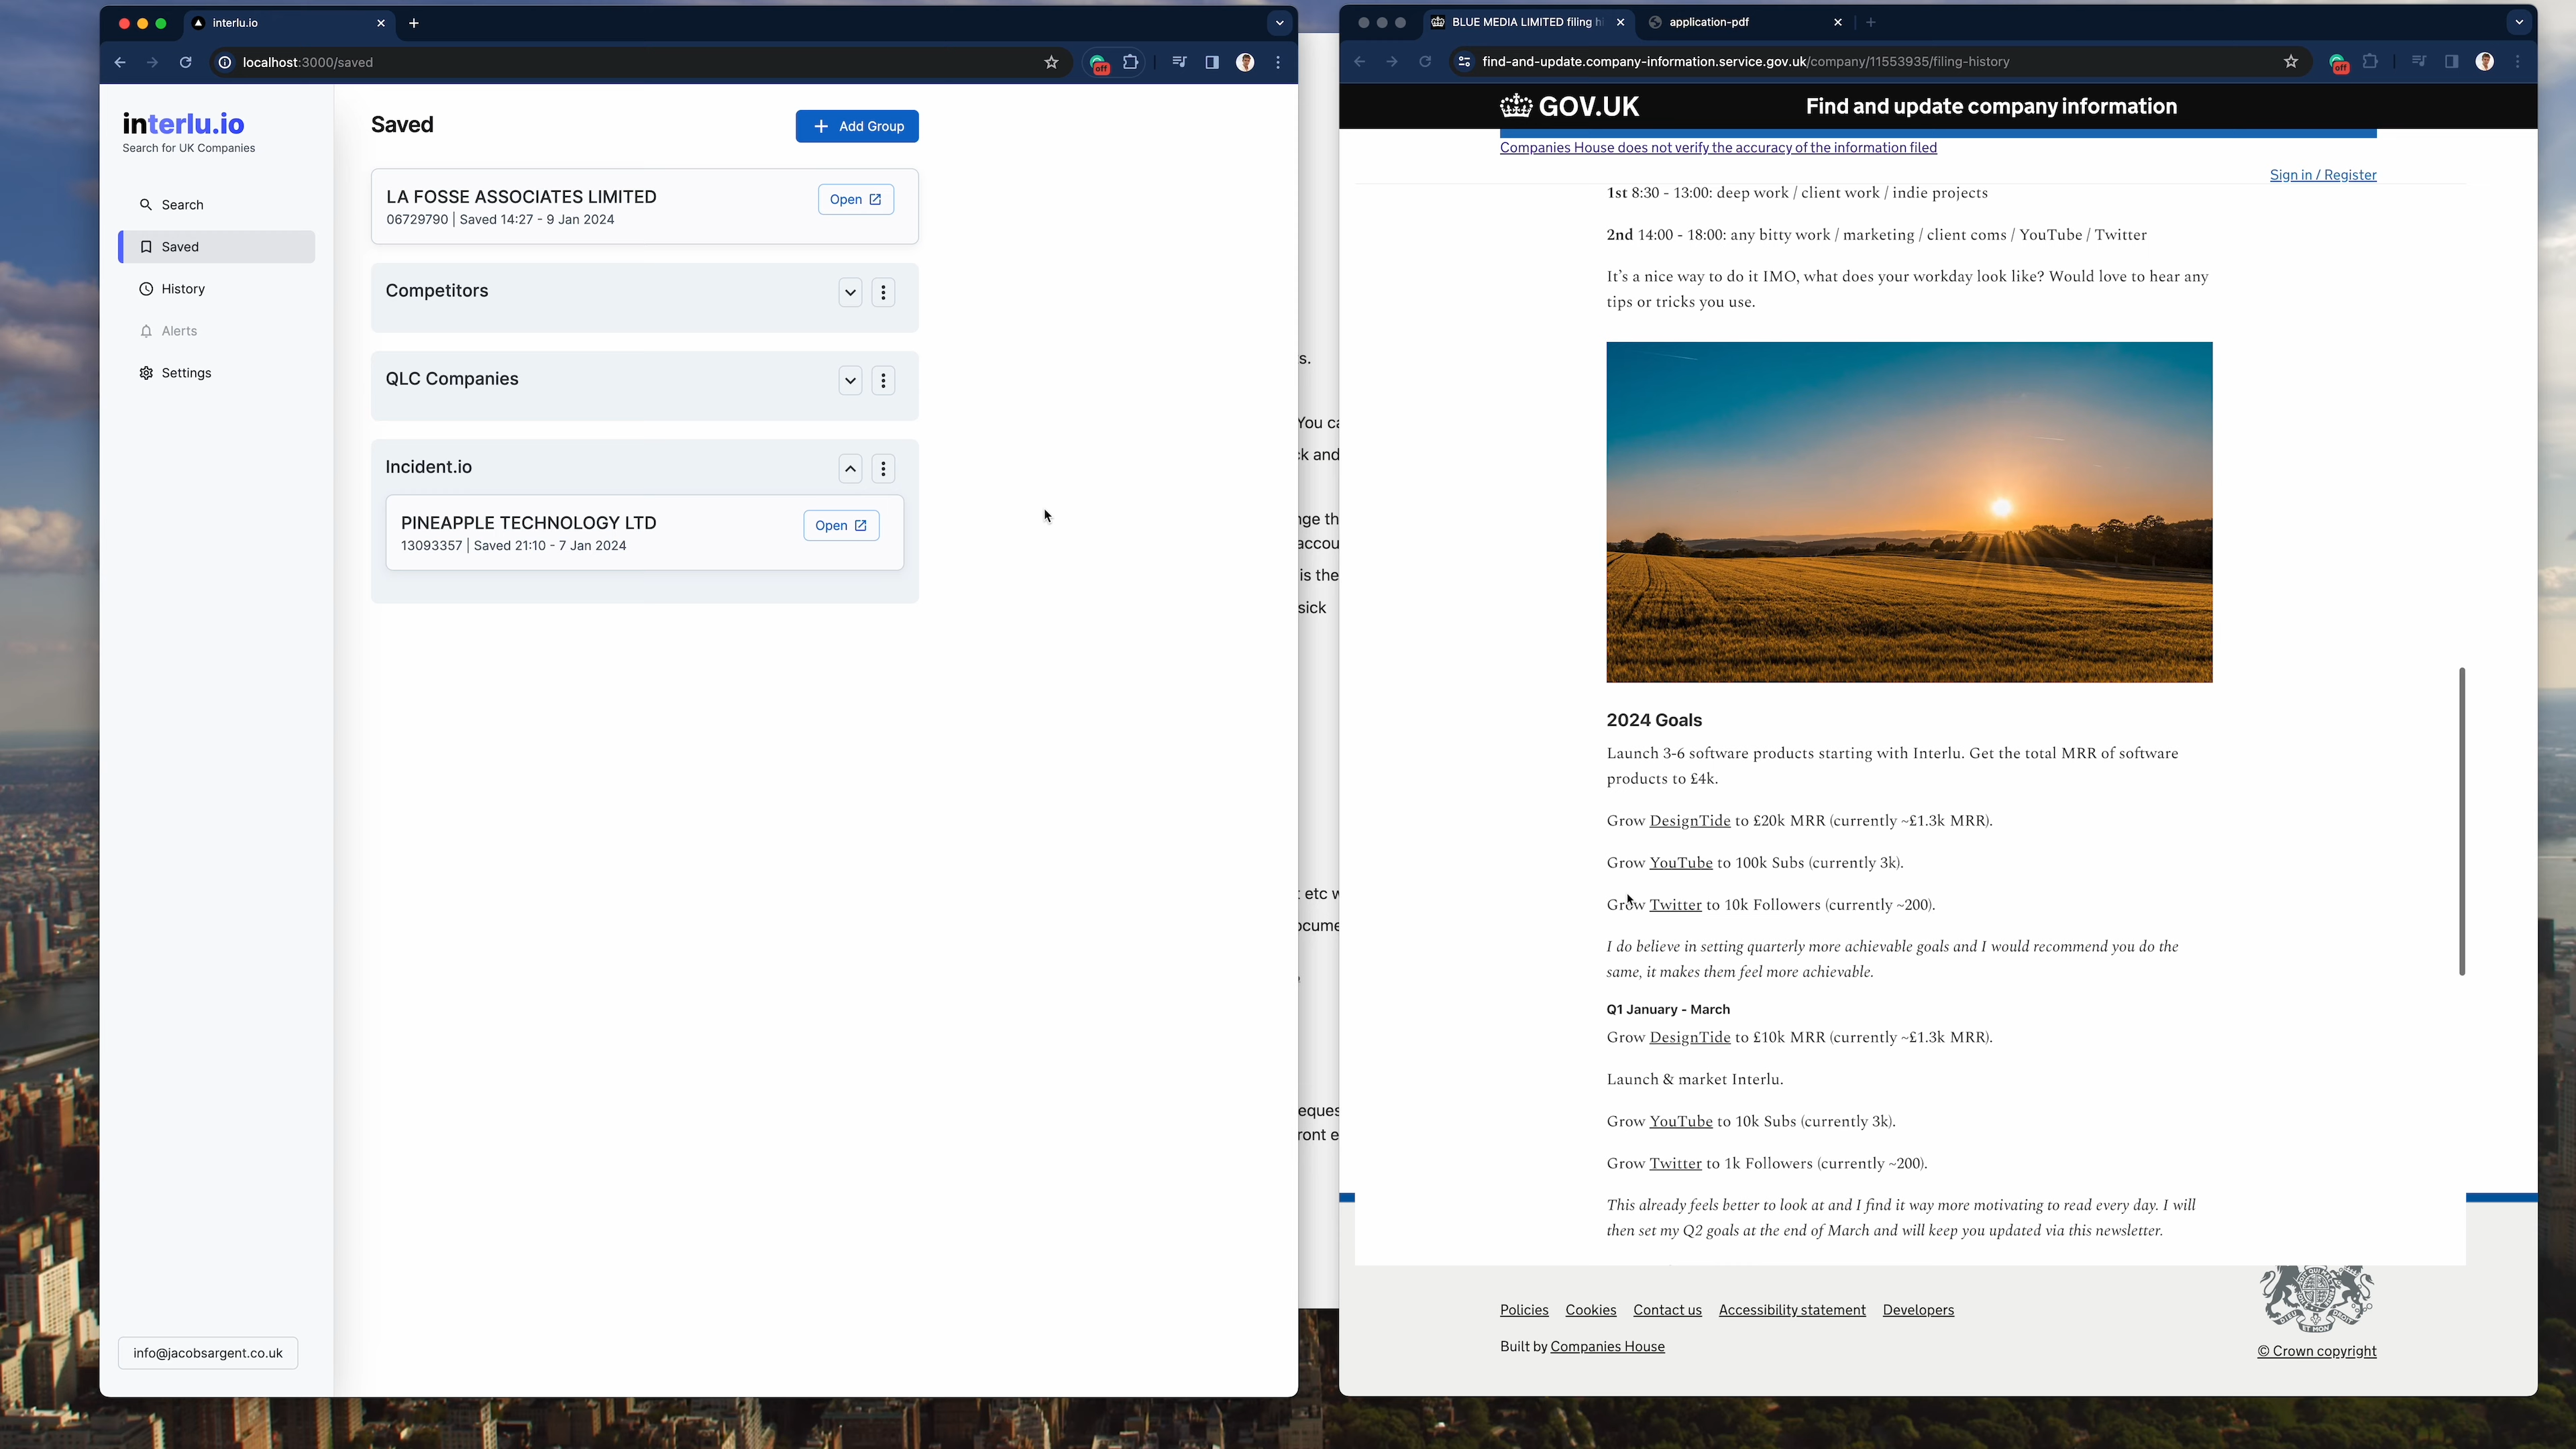 interlu.io
localhost:3000/saved
off
interlu.io
Search for UK Companies
Search
Saved
History
Alerts
Settings
info@jacobsargent.co.uk
Saved
Add Group
LA FOSSE ASSOCIATES LIMITED
06729790 | Saved 14:27 - 9 Jan 2024
Open
Competitors
QLC Companies
Incident.io
PINEAPPLE TECHNOLOGY LTD
13093357 | Saved 21:10 - 7 Jan 2024
Open
BLUE MEDIA LIMITED filing hi
application-pdf
find-and-update.company-information.service.gov.uk/company/11553935/filing-history
off
GOV.UK
Find and update company information
Companies House does not verify the accuracy of the information filed
Sign in / Register
1st 8:30 - 13:00: deep work / client work / indie projects
2nd 14:00 - 18:00: any bitty work / marketing / client coms / YouTube / Twitter
It's a nice way to do it IMO, what does your workday look like? Would love to hear any
tips or tricks you use.
2024 Goals
Launch 3-6 software products starting with Interlu. Get the total MRR of software
products to £4k.
Grow DesignTide to £20k MRR (currently ~£1.3k MRR).
Grow YouTube to 100k Subs (currently 3k).
Grow Twitter to 10k Followers (currently ~200).
I do believe in setting quarterly more achievable goals and I would recommend you do the
same, it makes them feel more achievable.
Q1 January - March
Grow DesignTide to £10k MRR (currently ~£1.3k MRR).
Launch & market Interlu.
Grow YouTube to 10k Subs (currently 3k).
Grow Twitter to 1k Followers (currently ~200).
This already feels better to look at and I find it way more motivating to read every day. I will
then set my Q2 goals at the end of March and will keep you updated via this newsletter.
Policies
Cookies
Contact us
Accessibility statement
Developers
Built by Companies House
© Crown copyright